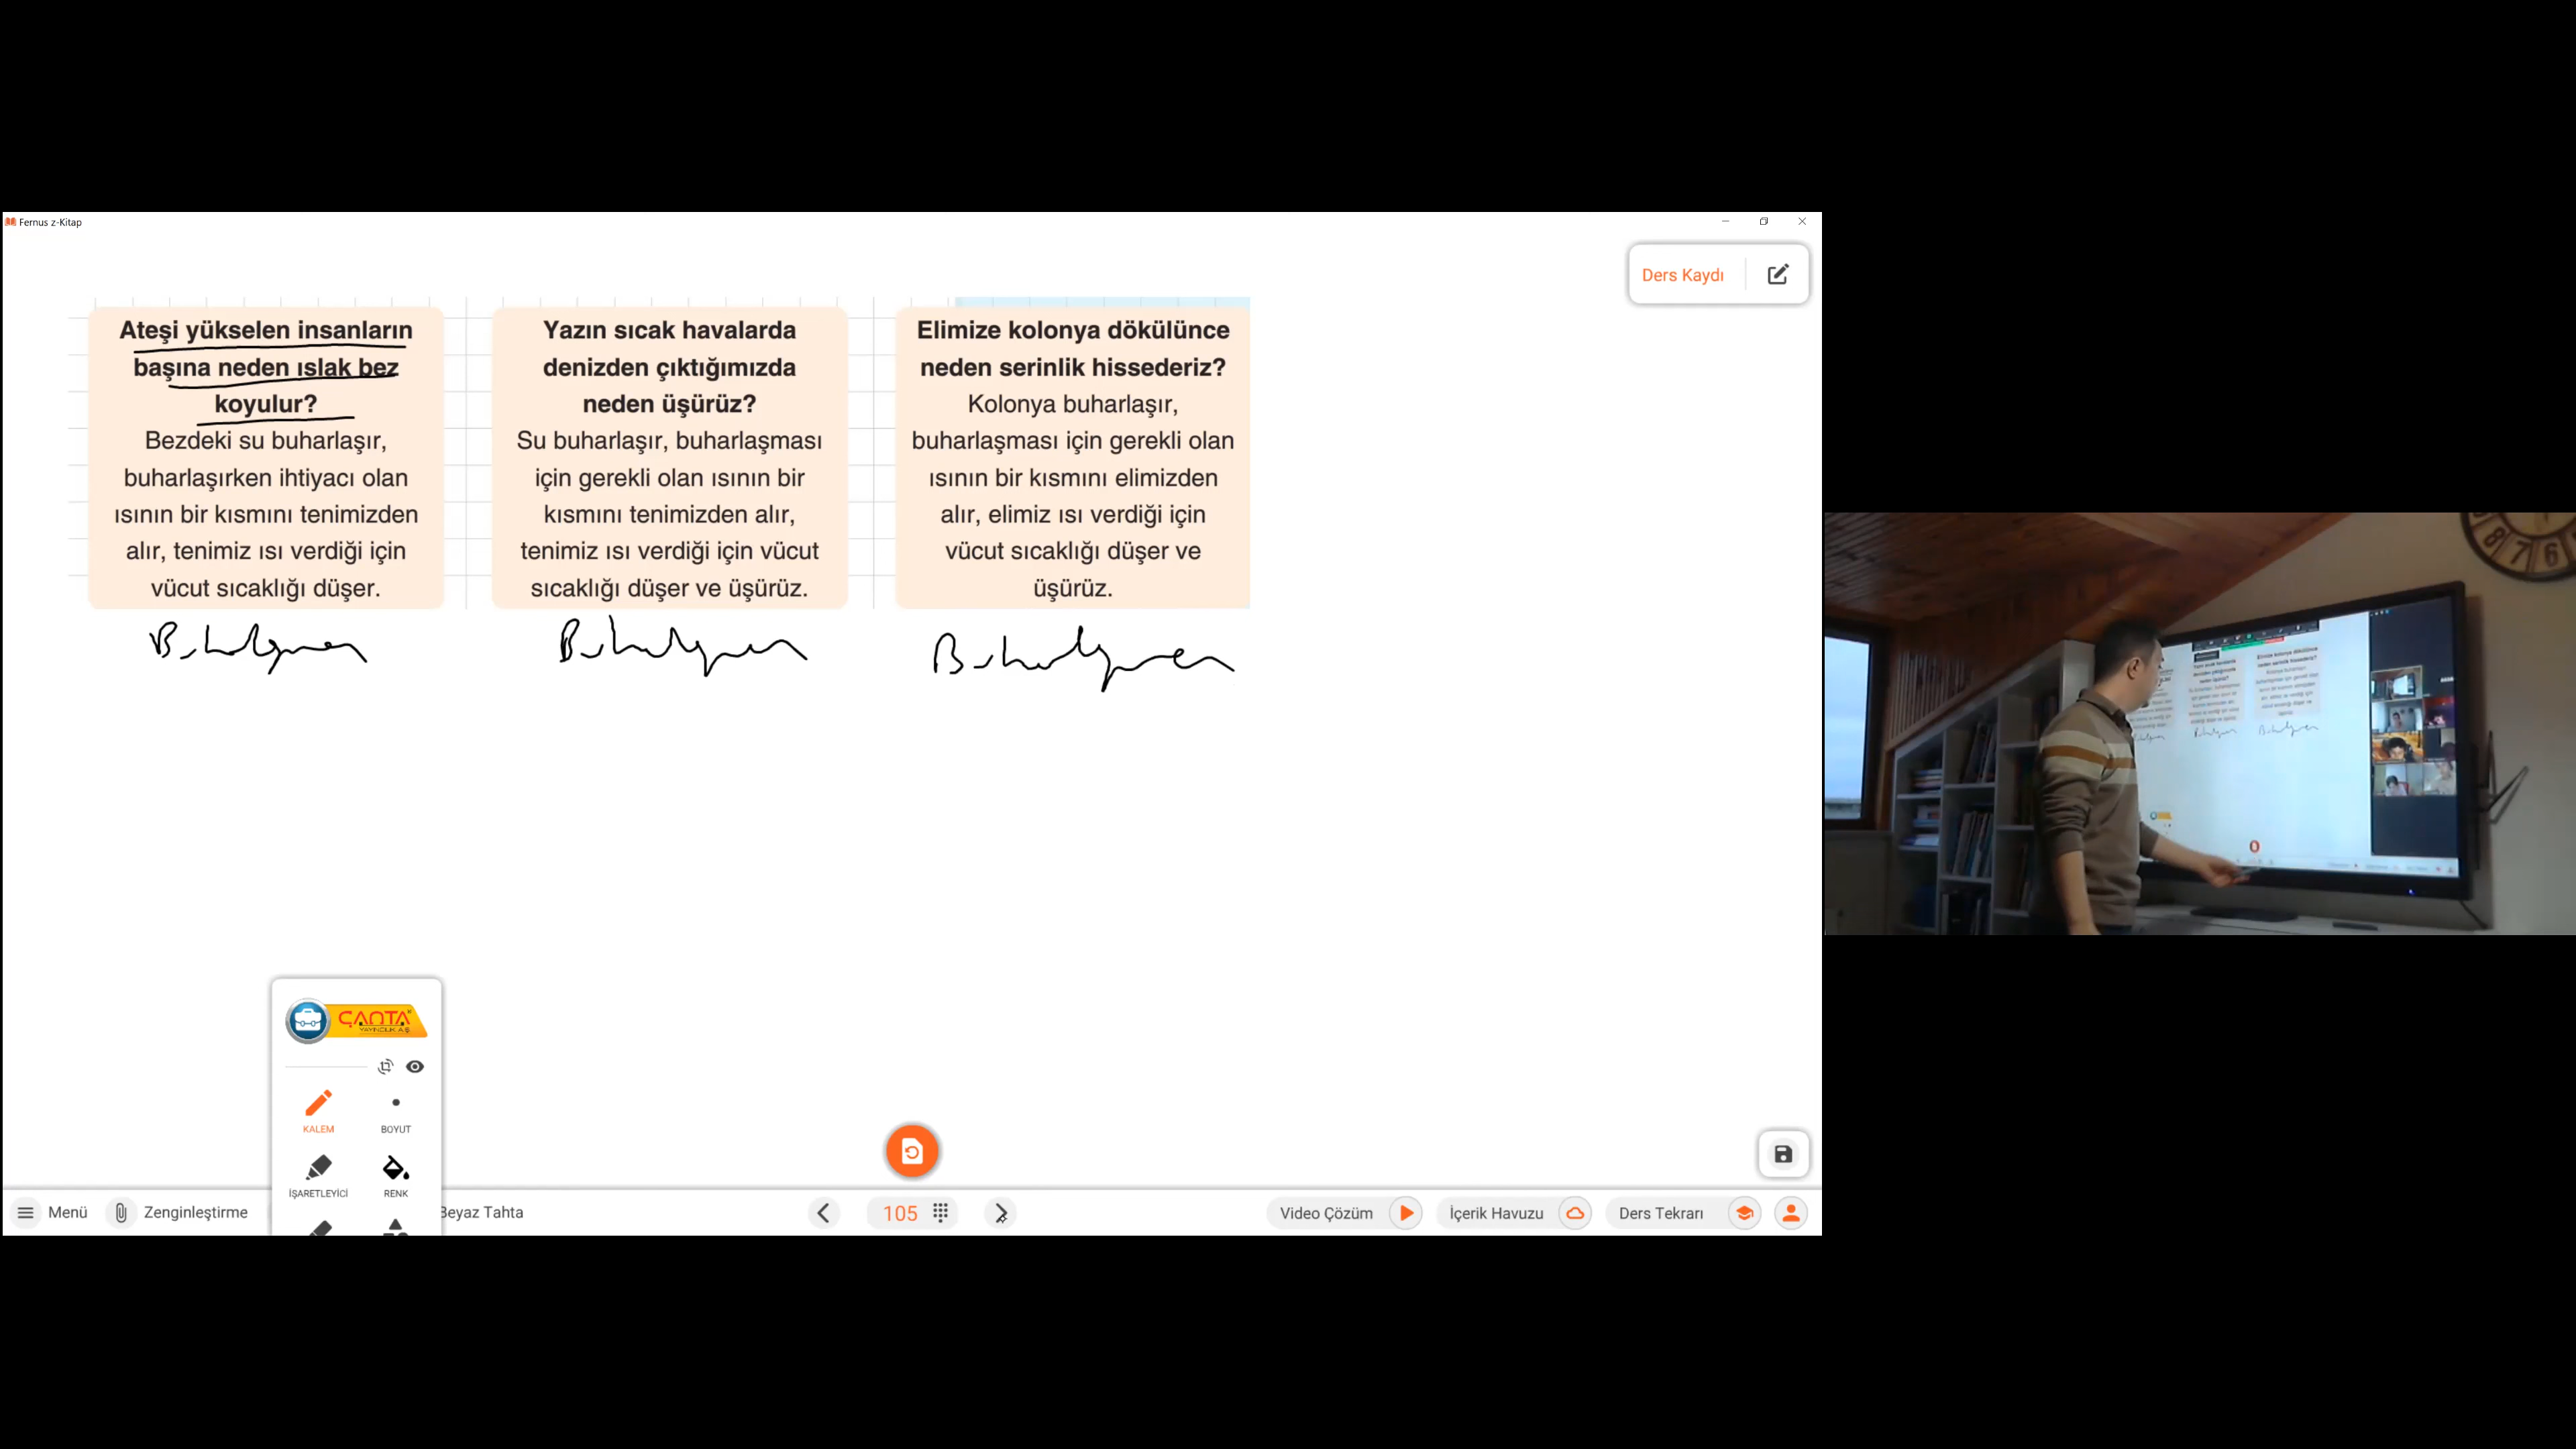 Fernus z-Kitap
Ders Kaydı
Ateşi yükselen insanların
başına neden ıslak bez
koyulur?
Bezdeki su buharlaşır,
buharlaşırken ihtiyacı olan
ısının bir kısmını tenimizden
alır, tenimiz ısı verdiği için
vücut sıcaklığı düşer.
Yazın sıcak havalarda
denizden çıktığımızda
neden üşürüz?
Su buharlaşır, buharlaşması
için gerekli olan ısının bir
kısmını tenimizden alır,
tenimiz ısı verdiği için vücut
sıcaklığı düşer ve üşürüz.
Elimize kolonya dökülünce
neden serinlik hissederiz?
Kolonya buharlaşır,
buharlaşması için gerekli olan
ısının bir kısmını elimizden
alır, elimiz ısı verdiği için
vücut sıcaklığı düşer ve
üşürüz.
ÇANTA
YAYINCILIK A.Ş
KALEM
BOYUT
İŞARETLEYİCİ
RENK
Menü
Zenginleştirme
Beyaz Tahta
105
Video Çözüm
İçerik Havuzu
Ders Tekrarı